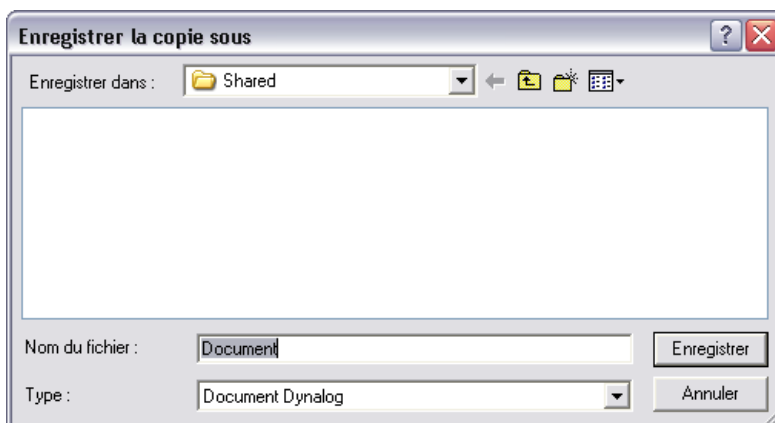 Enregistrer la copie sous
Enregistrer dans :
Shared
Nom du fichier :
Document
Enregistrer
Type :
Document Dynalog
Annuler